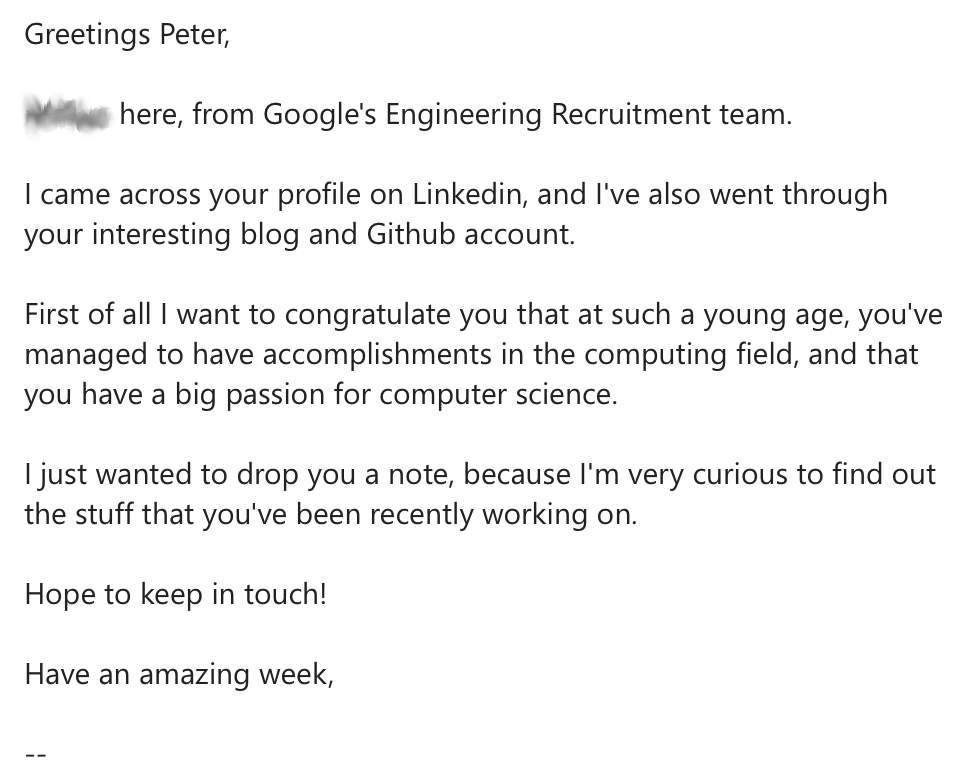 Greetings Peter,
here, from Google's Engineering Recruitment team.
I came across your profile on Linkedin, and I've also went through
your interesting blog and Github account.
First of all I want to congratulate you that at such a young age, you've
managed to have accomplishments in the computing field, and that
you have a big passion for computer science.
I just wanted to drop you a note, because I'm very curious to find out
the stuff that you've been recently working on.
Hope to keep in touch!
Have an amazing week,
--